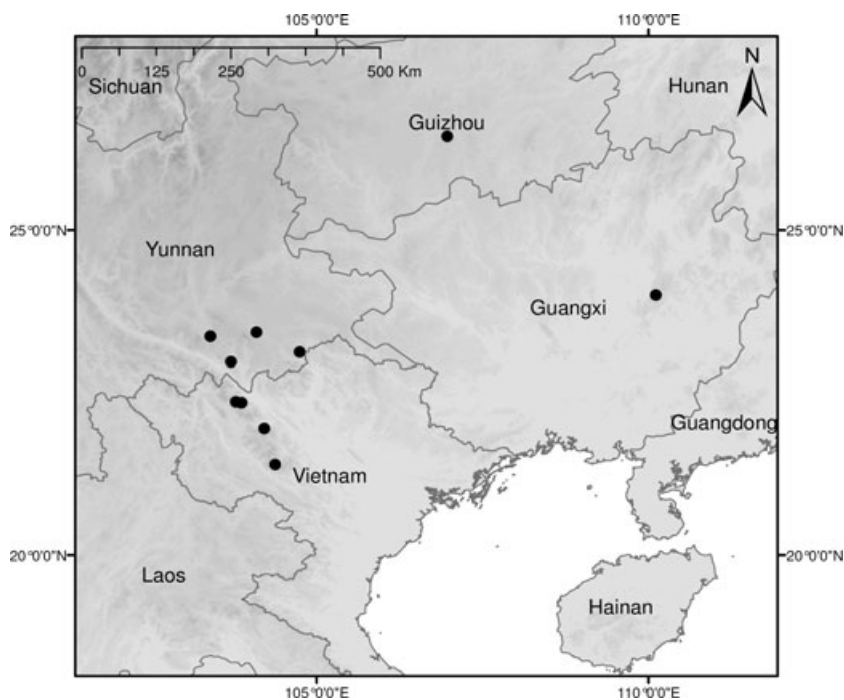 105°0'0"E 110°0'0"E
0 125 250 500 Km
N
Sichuan
Hunan
Guizhou
25°0'0"N 25°0'0"N
Yunnan
Guangxi
Guangdong
Vietnam
20°0'0"N 20°0'0"N
Laos
Hainan
105°0'0"E 110°0'0"E